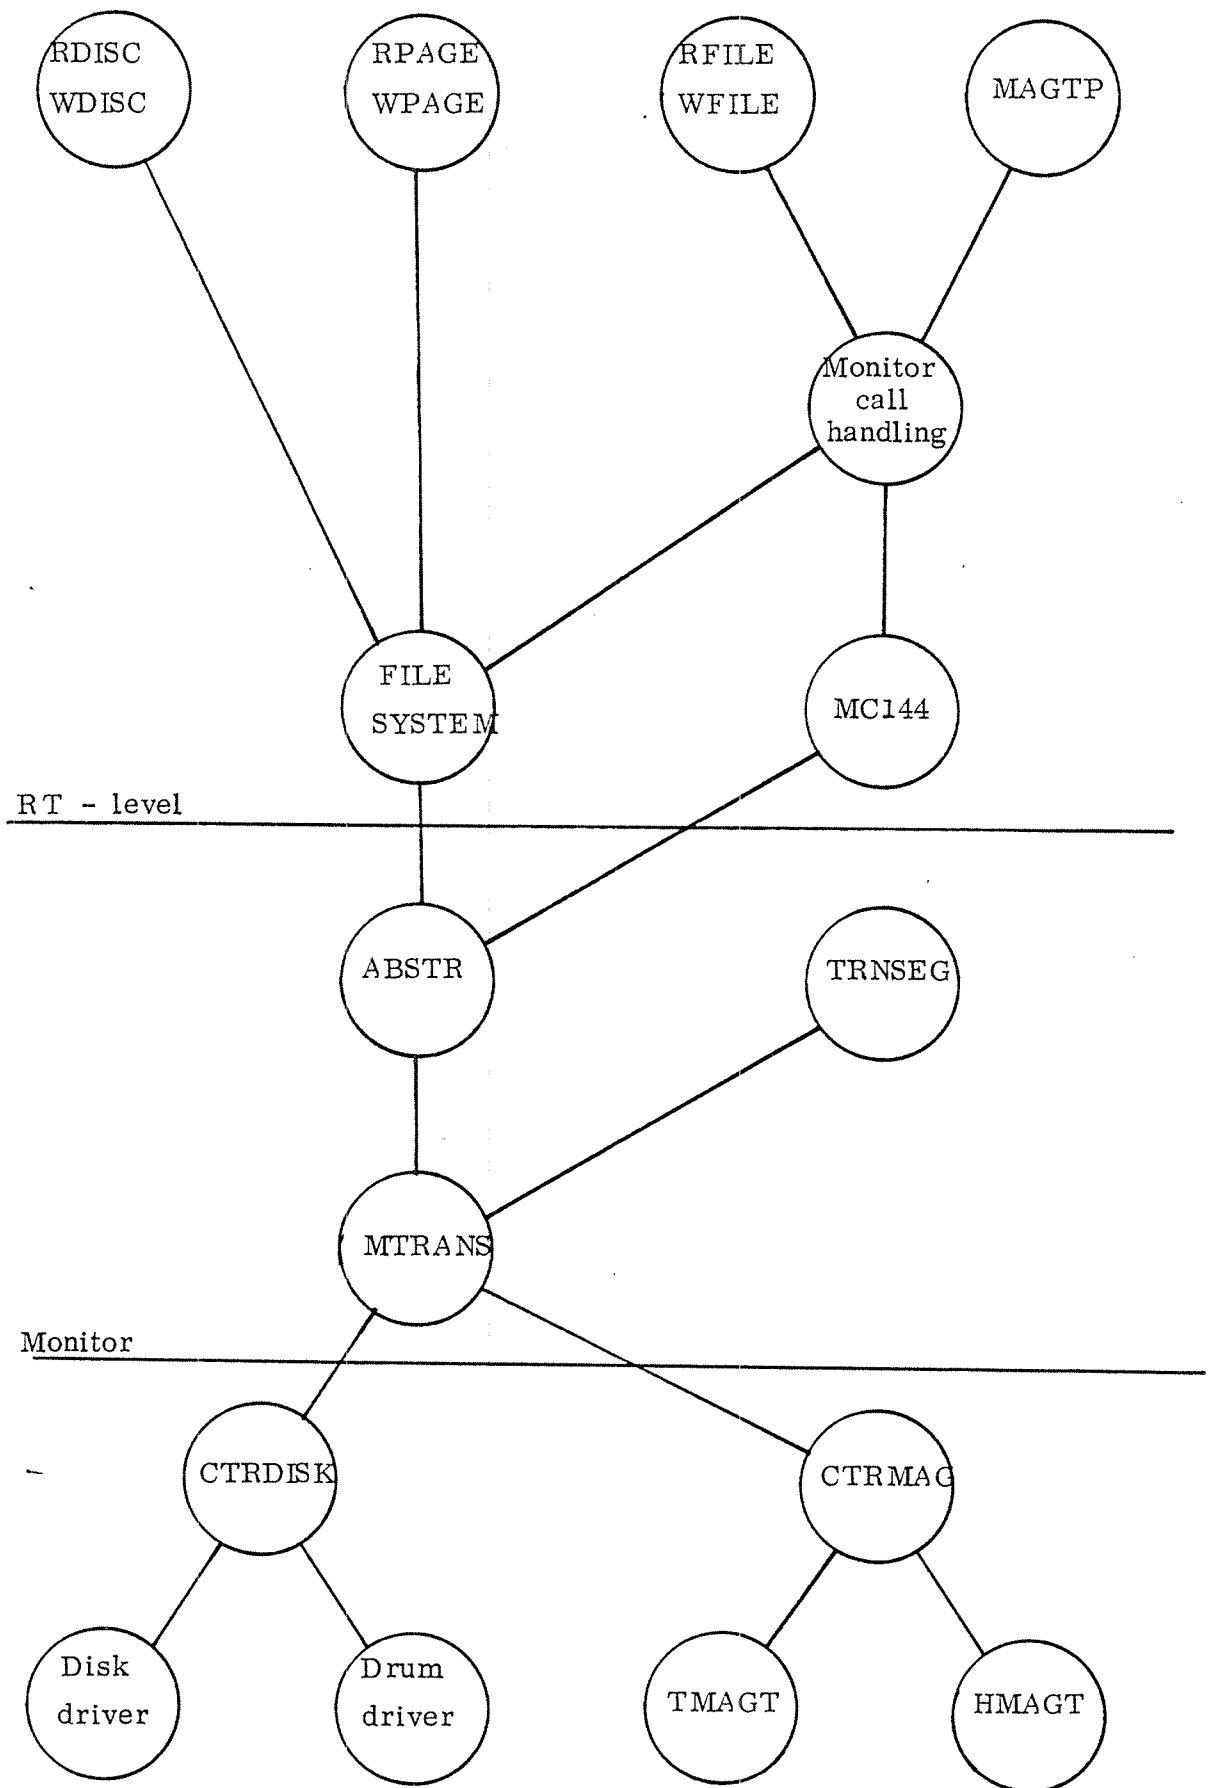 RDISC
WDISC
RPAGE
WPAGE
RFILE
WFILE
MAGTP
Monitor
call
handling
FILE
SYSTEM
MC144
RT - level
ABSTR
TRNSEG
MTRANS
Monitor
CTRDISK
CTRMAG
Disk
driver
Drum
driver
TMAGT
HMAGT